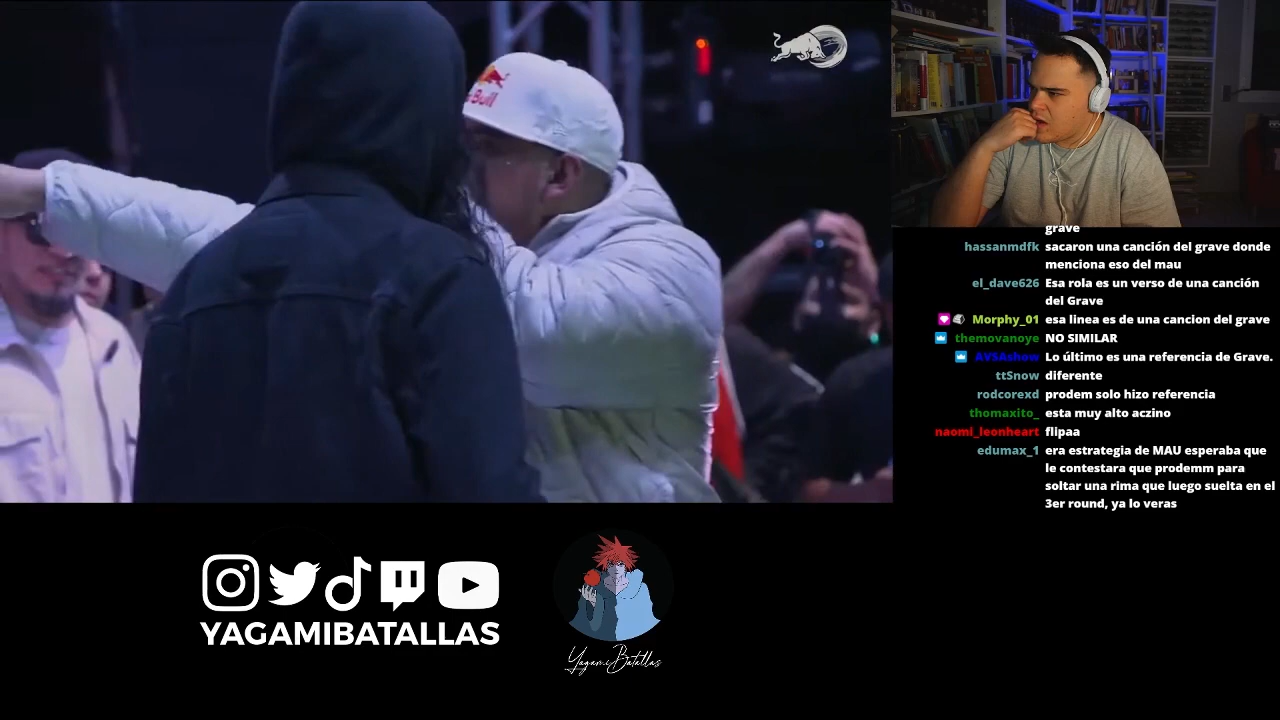 Red Bull
grave
hassanmdfk sacaron una canción del grave donde
menciona eso del mau
el_dave626 Esa rola es un verso de una canción
del Grave
Morphy_01 esa linea es de una cancion del grave
themovanoye NO SIMILAR
AVSAshow Lo último es una referencia de Grave.
ttSnow diferente
rodcorexd prodem solo hizo referencia
thomaxito_ esta muy alto aczino
naomi_leonheart flipaa
edumax_1 era estrategia de MAU esperaba que
le contestara que prodemm para
soltar una rima que luego suelta en el
3er round, ya lo veras
YAGAMIBATALLAS
YagamiBatallas